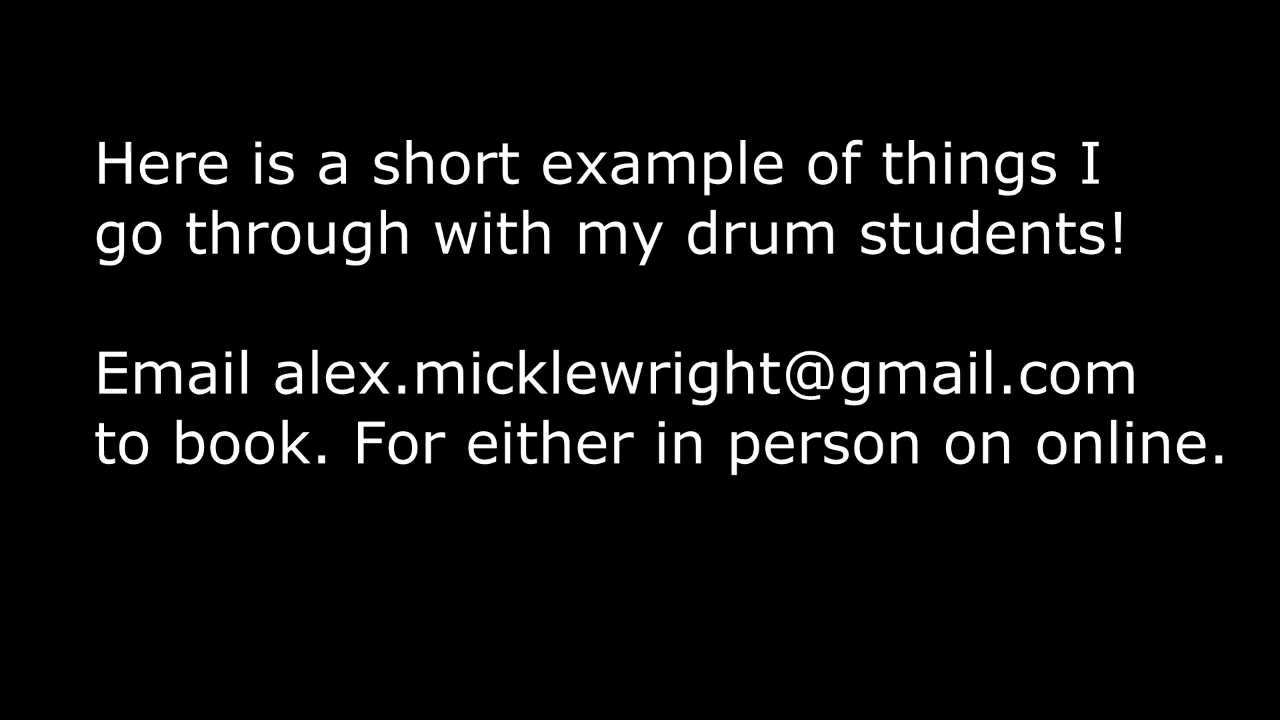 Here is a short example of things I
go through with my drum students!
Email alex.micklewright@gmail.com
to book. For either in person on online.